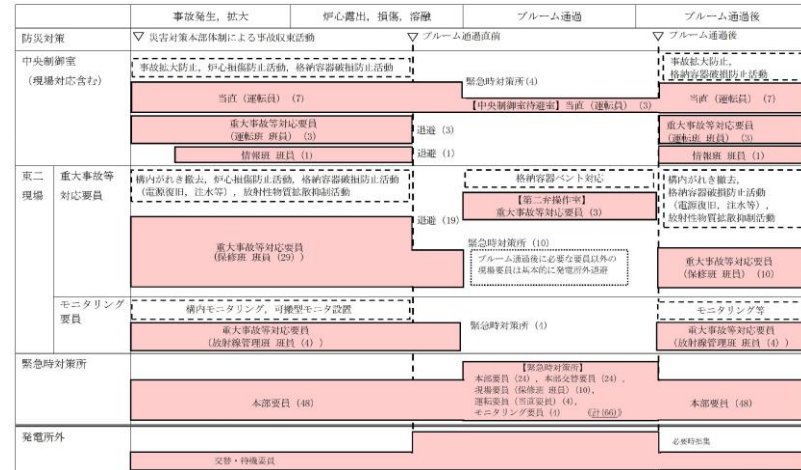 事故発生，拡大
炉心露出，損傷，溶融
プルーム通過
プルーム通過後
防災対策
▽ 災害対策本部体制による事故収束活動
▽ プルーム通過直前
▽ プルーム通過後
中央制御室
（現場対応含む）
事故拡大防止，炉心損傷防止活動，格納容器破損防止活動
緊急時対策所(4)
事故拡大防止，
格納容器破損防止活動
当直（運転員）（7）
【中央制御室待避室】当直（運転員）（3）
当直（運転員）（7）
重大事故等対応要員
（運転班 班員）（3）
退避（3）
重大事故等対応要員
（運転班 班員）（3）
情報班 班員（1）
退避（1）
情報班 班員（1）
東二
現場
重大事故等
対応要員
構内がれき撤去，炉心損傷防止活動，格納容器破損防止活動
（電源復旧，注水等），放射性物質拡散抑制活動
格納容器ベント対応
構内がれき撤去，
格納容器破損防止活動
（電源復旧，注水等），
放射性物質拡散抑制活動
【第二弁操作室】
重大事故等対応要員（3）
退避（19）
重大事故等対応要員
（保修班 班員（29））
緊急時対策所（10）
プルーム通過後に必要な要員以外の
現場要員は基本的に発電所外退避
重大事故等対応要員
（保修班 班員）（10）
モニタリング
要員
構内モニタリング，可搬型モニタ設置
モニタリング等
重大事故等対応要員
（放射線管理班 班員（4））
緊急時対策所（4）
重大事故等対応要員
（放射線管理班 班員（4））
緊急時対策所
本部要員（48）
【緊急時対策所】
本部要員（24），本部交替要員（24），
現場要員（保修班 班員）（10），
運転要員（当直要員）（4），
モニタリング要員（4）　《計(66)》
本部要員（48）
発電所外
必要時招集
交替・待機要員